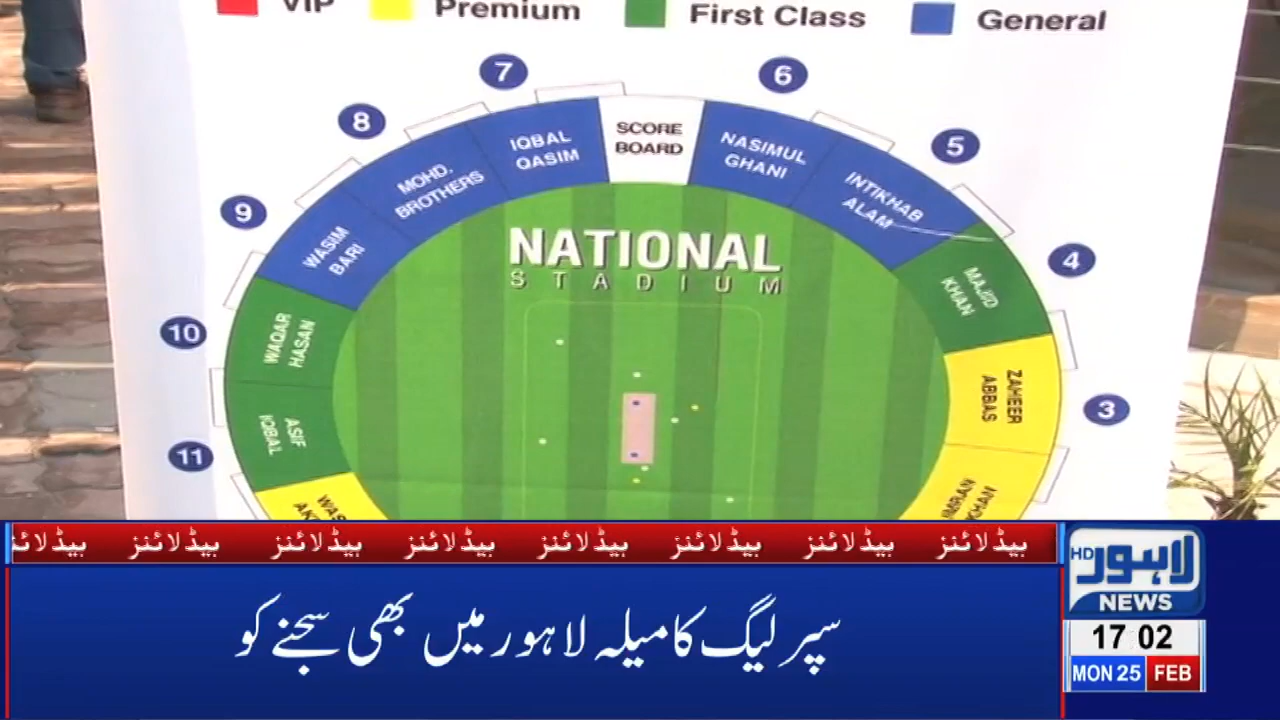 VIP
Premium
First Class
General
7
6
8
5
9
4
10
3
11
IQBAL
QASIM
SCORE
BOARD
NASIMUL
GHANI
MOHD.
BROTHERS
INTIKHAB
ALAM
WASIM
BARI
MAJID
KHAN
WAQAR
HASAN
ZAHEER
ABBAS
ASIF
IQBAL
IMRAN
KHAN
NATIONAL
STADIUM
ہیڈلائنز ہیڈلائنز ہیڈلائنز ہیڈلائنز ہیڈلائنز ہیڈلائنز ہیڈلائنز
سپر لیگ کا میلہ لاہور میں بھی سجنے کو
HD
لاہور
NEWS
17 02
MON 25 FEB